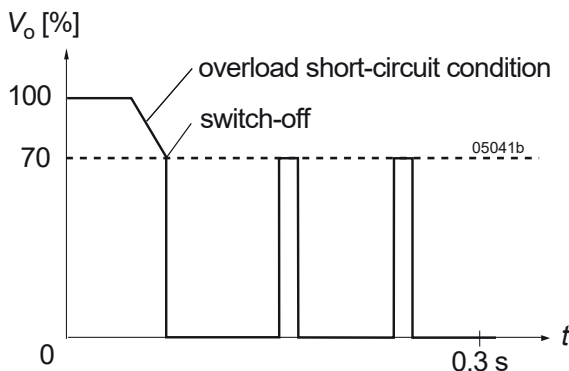 Vo [%]
overload short-circuit condition
100
switch-off
05041b
70
t
0
0.3 s